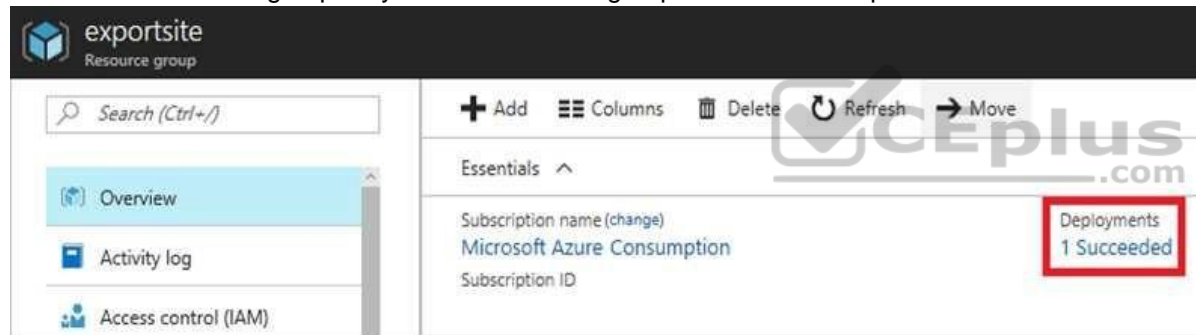 exportsite
Resource group
Search (Ctrl+/)
Overview
Activity log
Access control (IAM)
Add Columns Delete Refresh Move
Essentials
Subscription name (change)
Microsoft Azure Consumption
Subscription ID
Deployments
1 Succeeded
CEplus
.com